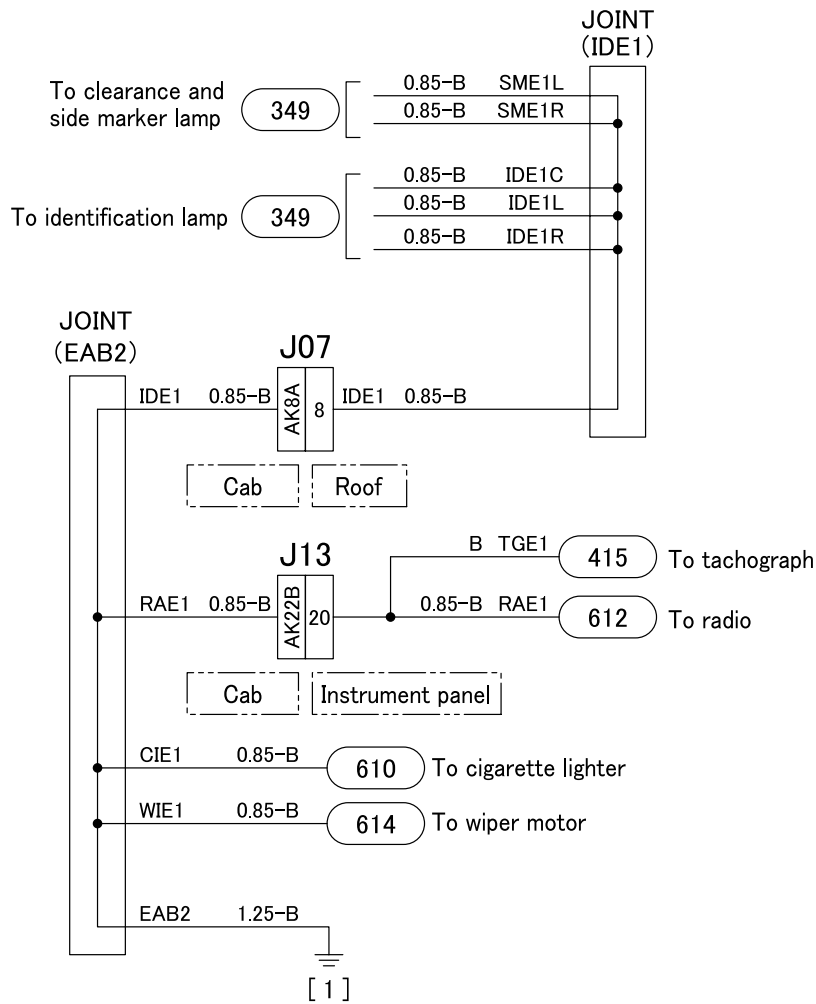 JOINT
(IDE1)
To clearance and
side marker lamp
349
0.85-B SME1L
0.85-B SME1R
To identification lamp
349
0.85-B IDE1C
0.85-B IDE1L
0.85-B IDE1R
JOINT
(EAB2)
J07
IDE1 0.85-B AK8A 8 IDE1 0.85-B
Cab Roof
J13
B TGE1 415 To tachograph
RAE1 0.85-B AK22B 20 0.85-B RAE1 612 To radio
Cab Instrument panel
CIE1 0.85-B 610 To cigarette lighter
WIE1 0.85-B 614 To wiper motor
EAB2 1.25-B
[1]